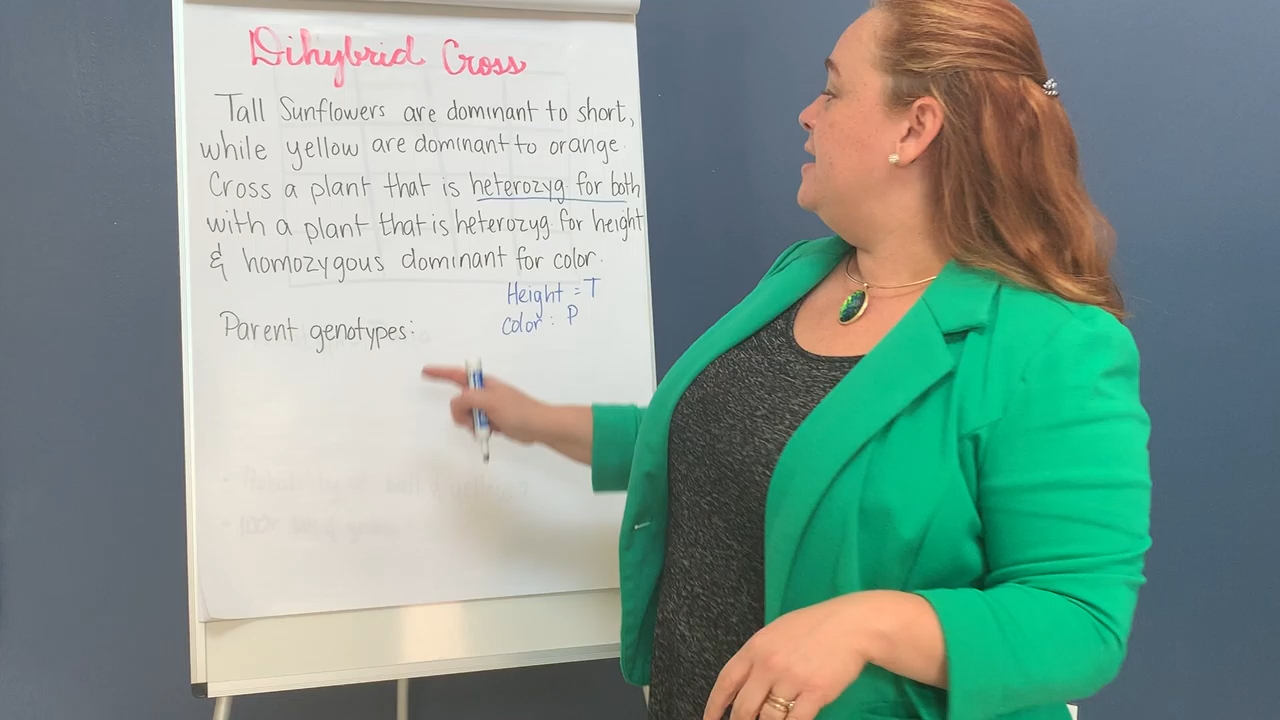 Dihybrid Cross
Tall Sunflowers are dominant to short,
while yellow are dominant to orange.
Cross a plant that is heterozyg for both
with a plant that is heterozyg. for height
& homozygous dominant for color.
Height = T
color : P
Parent genotypes: